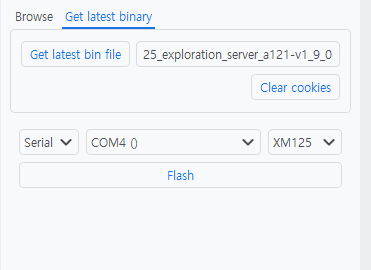 Browse Get latest binary
Get latest bin file 25_exploration_server_a121-v1_9_0
Clear cookies
Serial COM4 () XM125
Flash